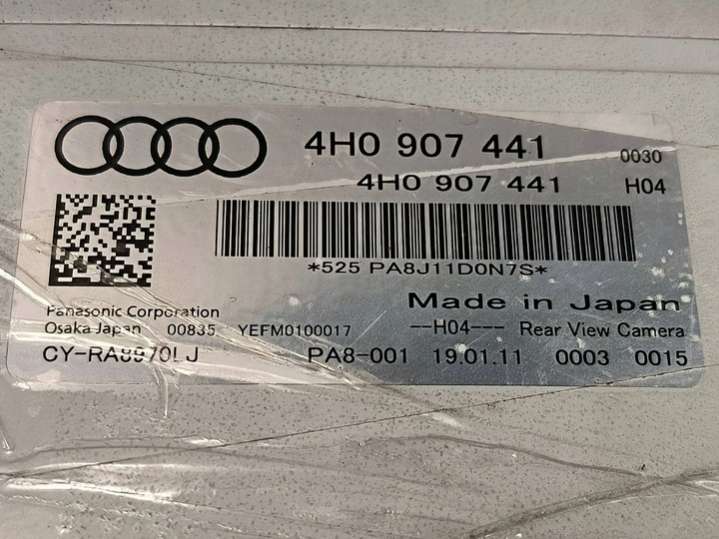 4H0 907 441 0030
4H0 907 441 H04
*525 PA8J11D0N7S*
Panasonic Corporation
Made in Japan
Osaka Japan 00835 YEFM0100017 --H04--- Rear View Camera
PA8-001 19.01.11 0003 0015